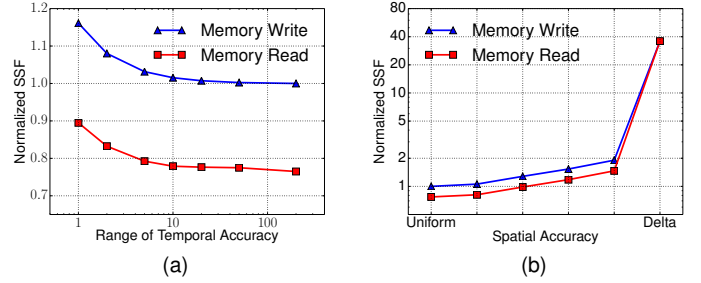 1.2
1.1
1.0
0.9
0.8
0.7
Normalized SSF
Memory Write
Memory Read
1 10 100
Range of Temporal Accuracy
(a)
80
40
20
10
5
2
1
Normalized SSF
Memory Write
Memory Read
Uniform Delta
Spatial Accuracy
(b)